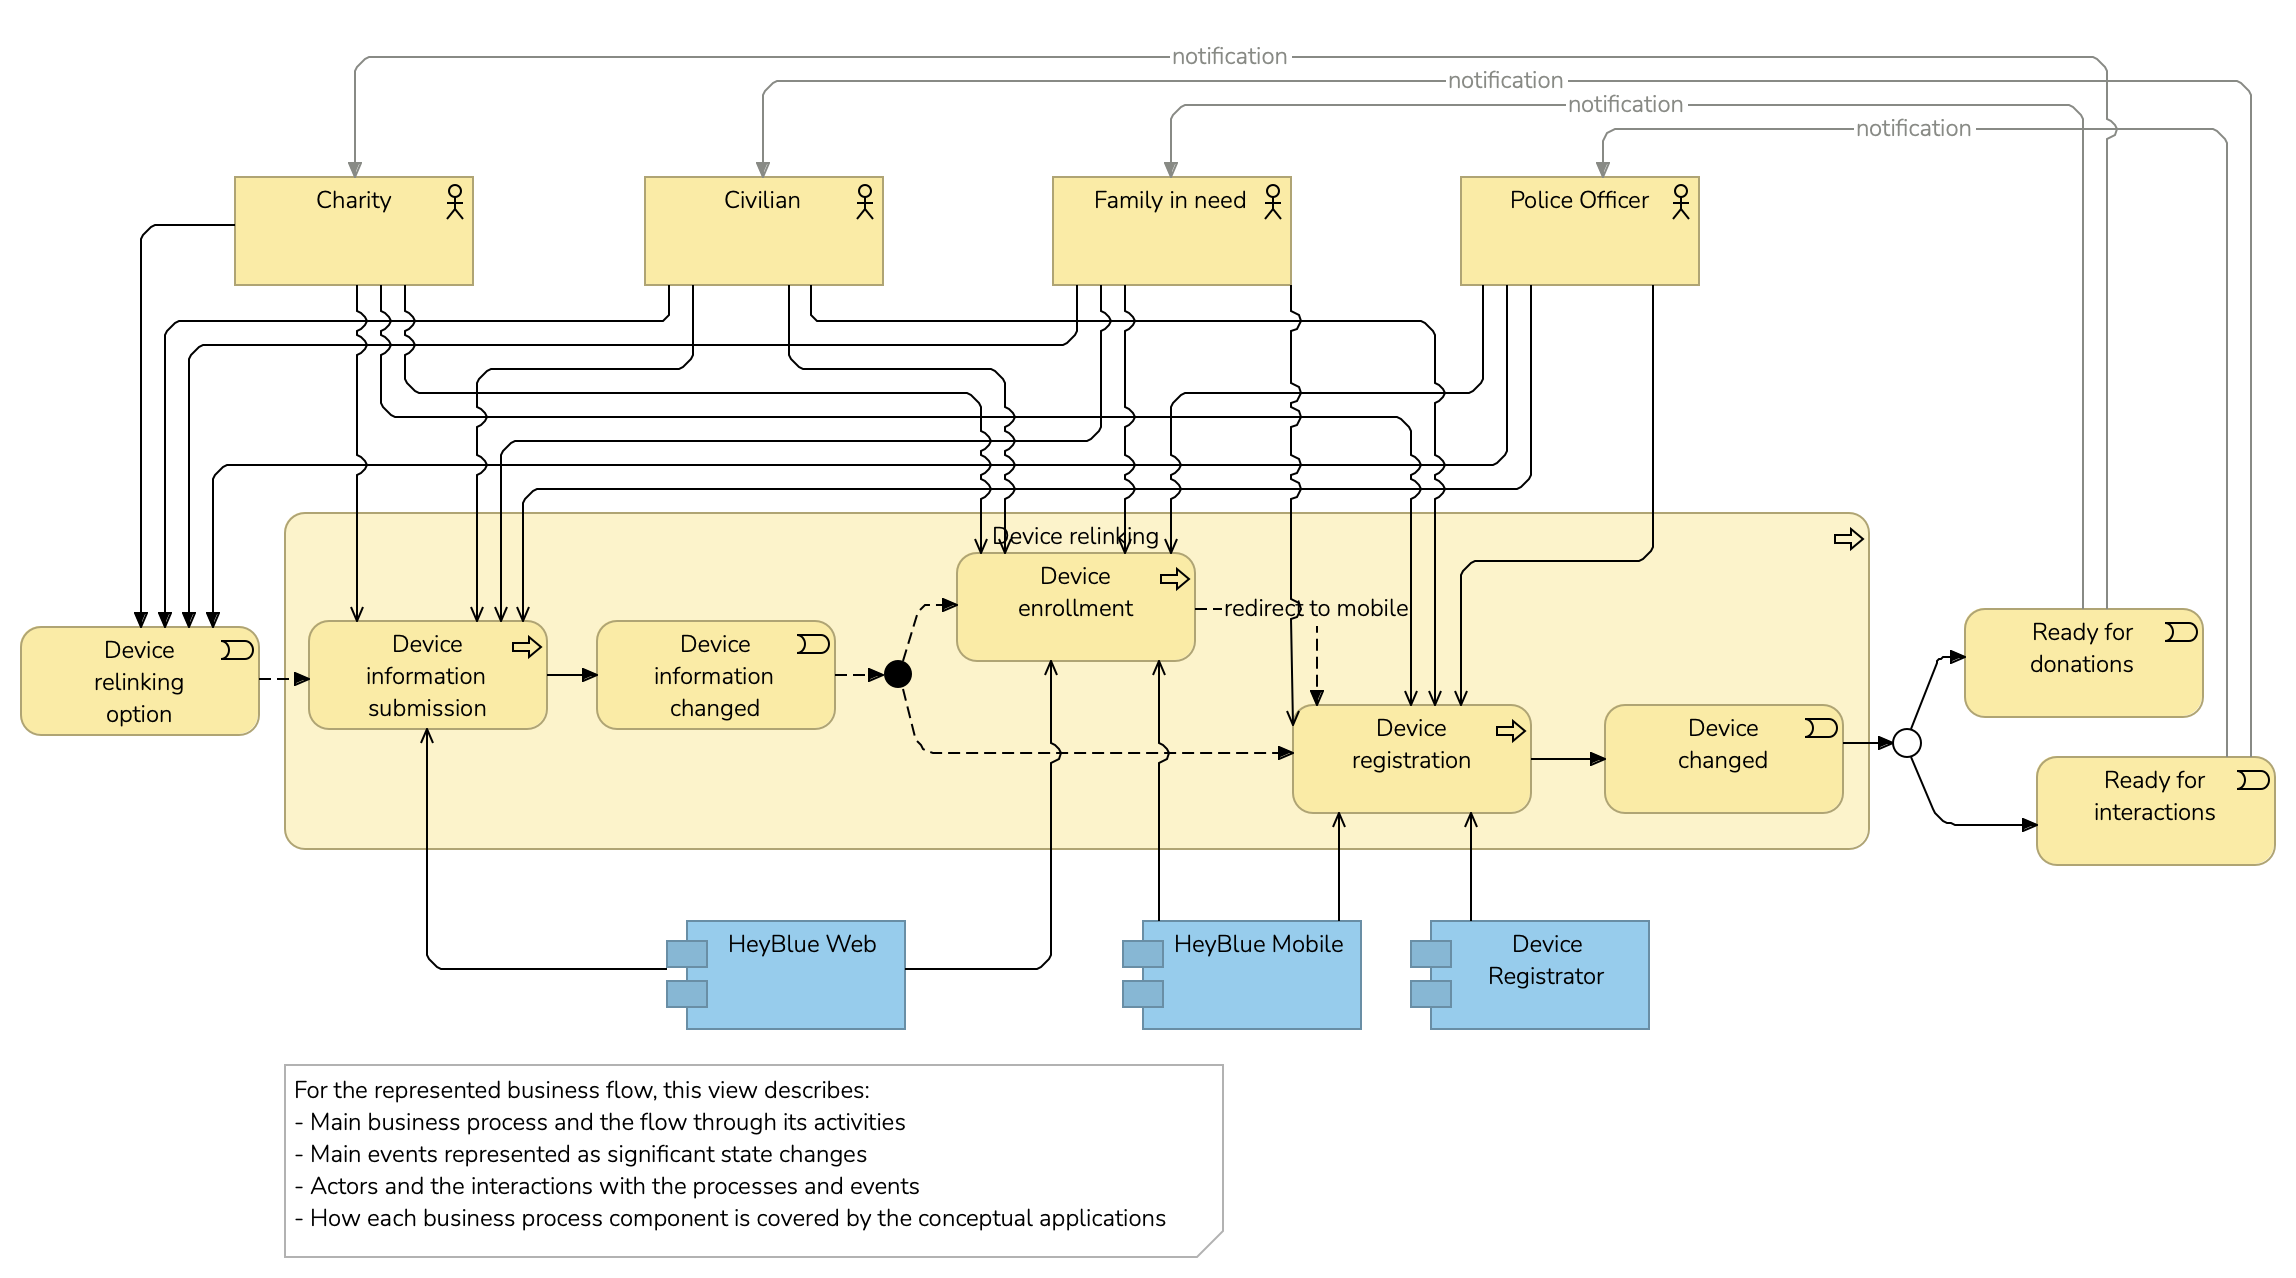 notification
notification
notification
notification
Charity
Civilian
Family in need
Police Officer
Device relinking
Device
enrollment
redirect to mobile
Device
relinking
option
Device
information
submission
Device
information
changed
Device
registration
Device
changed
Ready for
donations
Ready for
interactions
HeyBlue Web
HeyBlue Mobile
Device
Registrator
For the represented business flow, this view describes:
- Main business process and the flow through its activities
- Main events represented as significant state changes
- Actors and the interactions with the processes and events
- How each business process component is covered by the conceptual applications